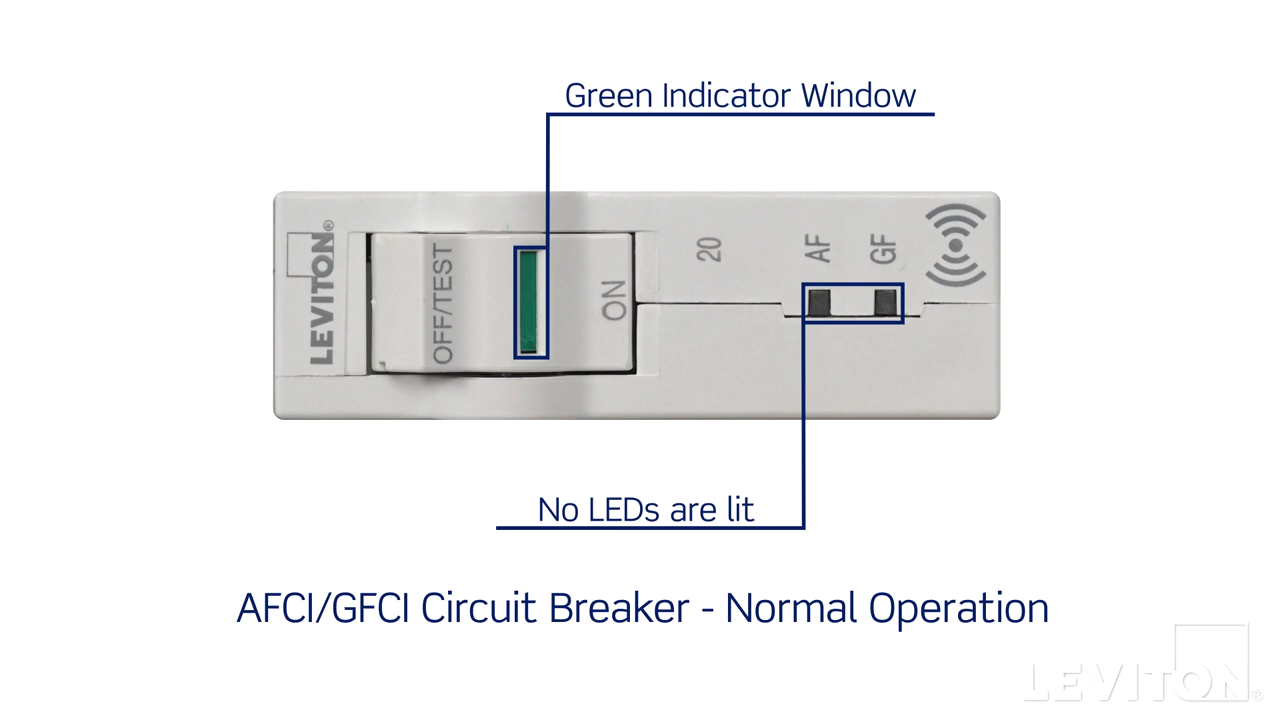 Green Indicator Window
LEVITON®
OFF/TEST
ON
20
AF
GF
No LEDs are lit
AFCI/GFCI Circuit Breaker - Normal Operation
LEVITON®